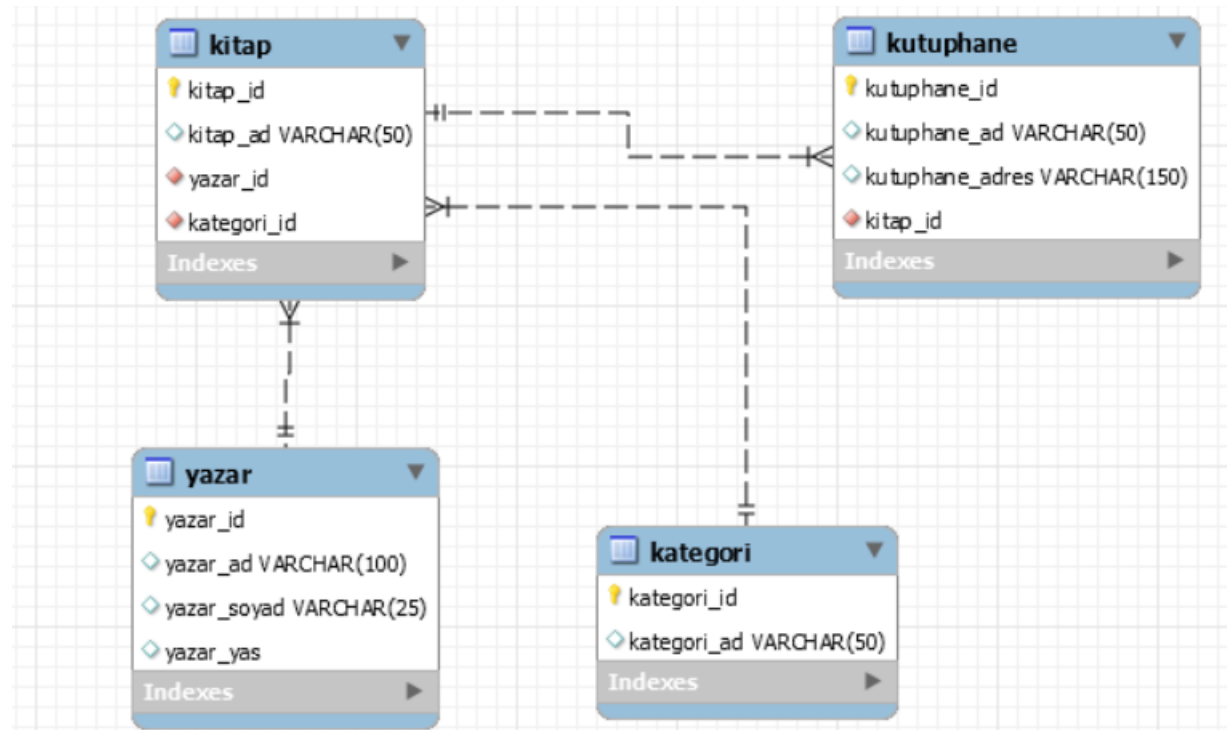 kitap
kitap_id
kitap_ad VARCHAR(50)
yazar_id
kategori_id
Indexes
kutuphane
kutuphane_id
kutuphane_ad VARCHAR(50)
kutuphane_adres VARCHAR(150)
kitap_id
Indexes
yazar
yazar_id
yazar_ad VARCHAR(100)
yazar_soyad VARCHAR(25)
yazar_yas
Indexes
kategori
kategori_id
kategori_ad VARCHAR(50)
Indexes